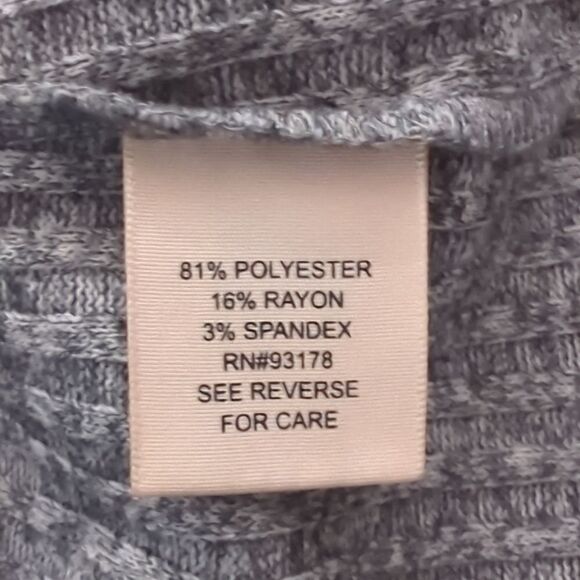 81% POLYESTER
16% RAYON
3% SPANDEX
RN#93178
SEE REVERSE
FOR CARE